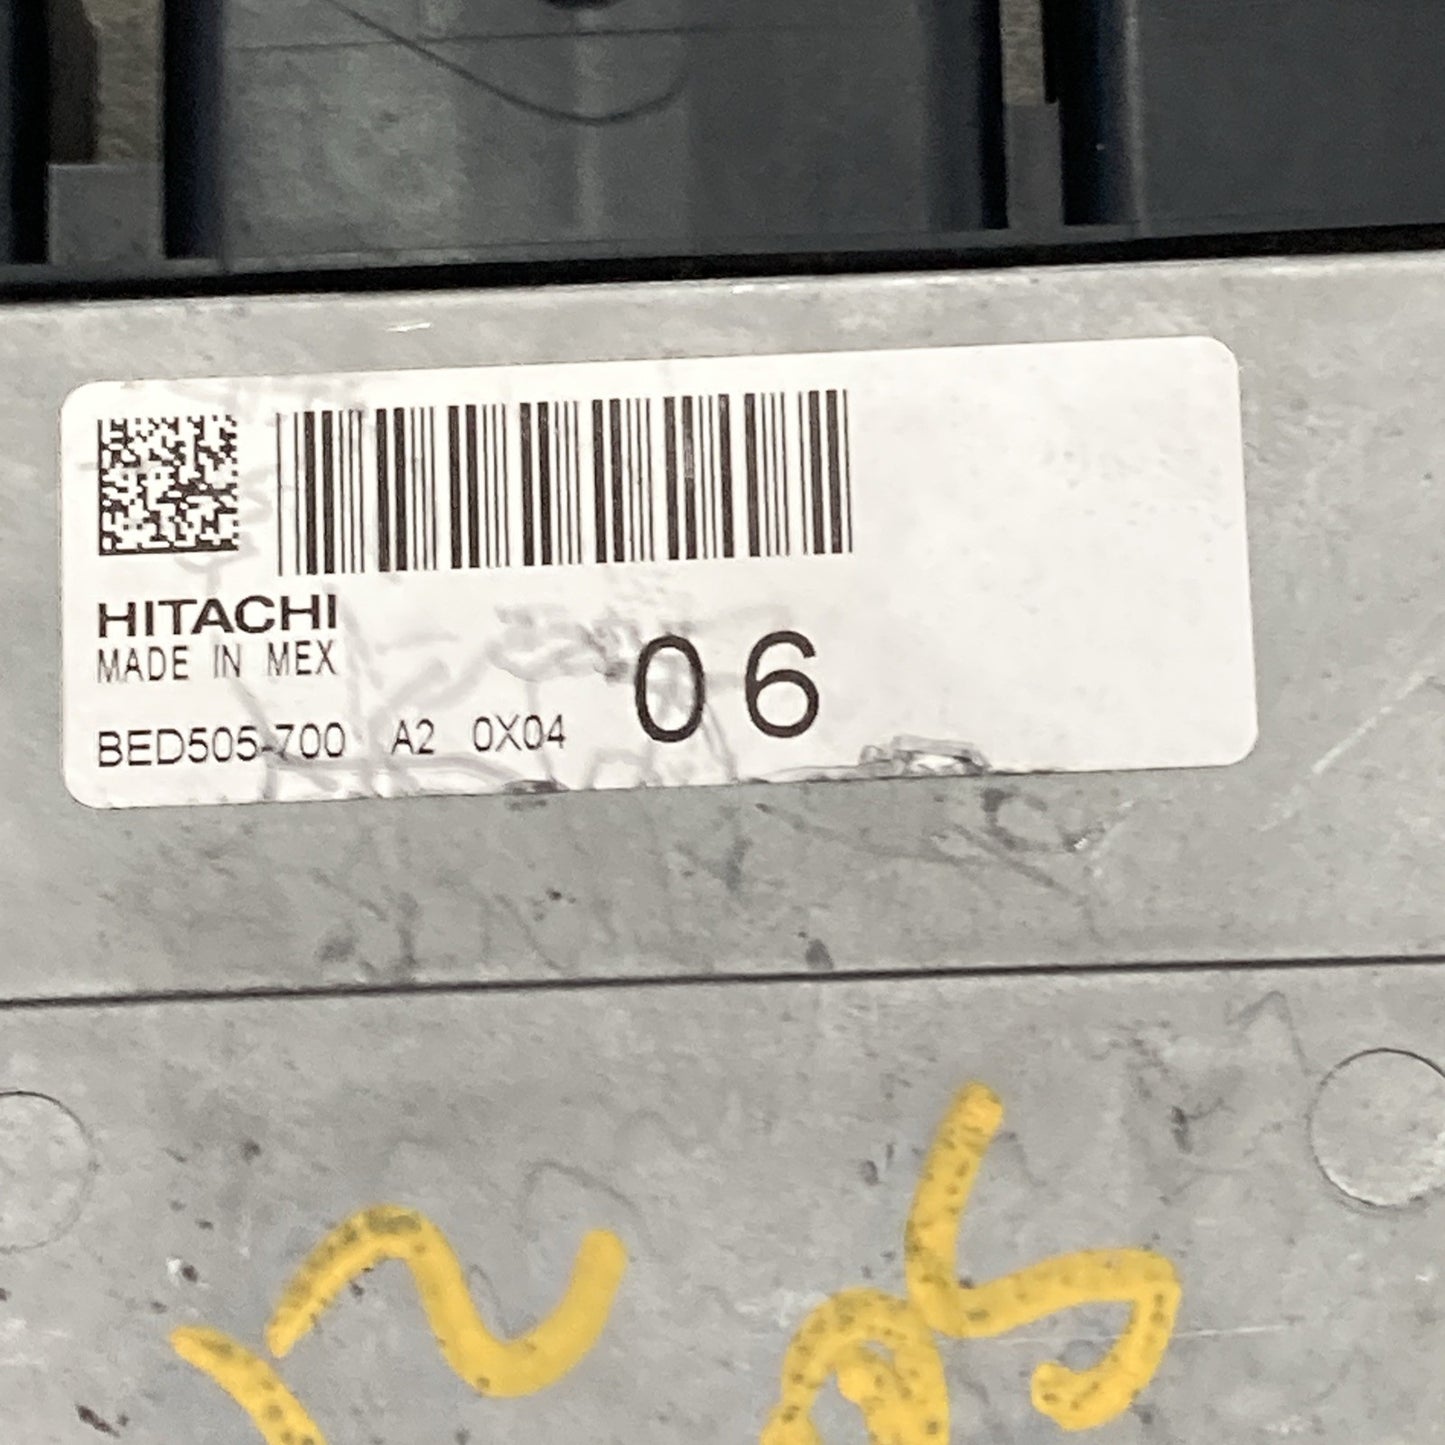 HITACHI
MADE IN MEX
BED505-700 A2 0X04 06